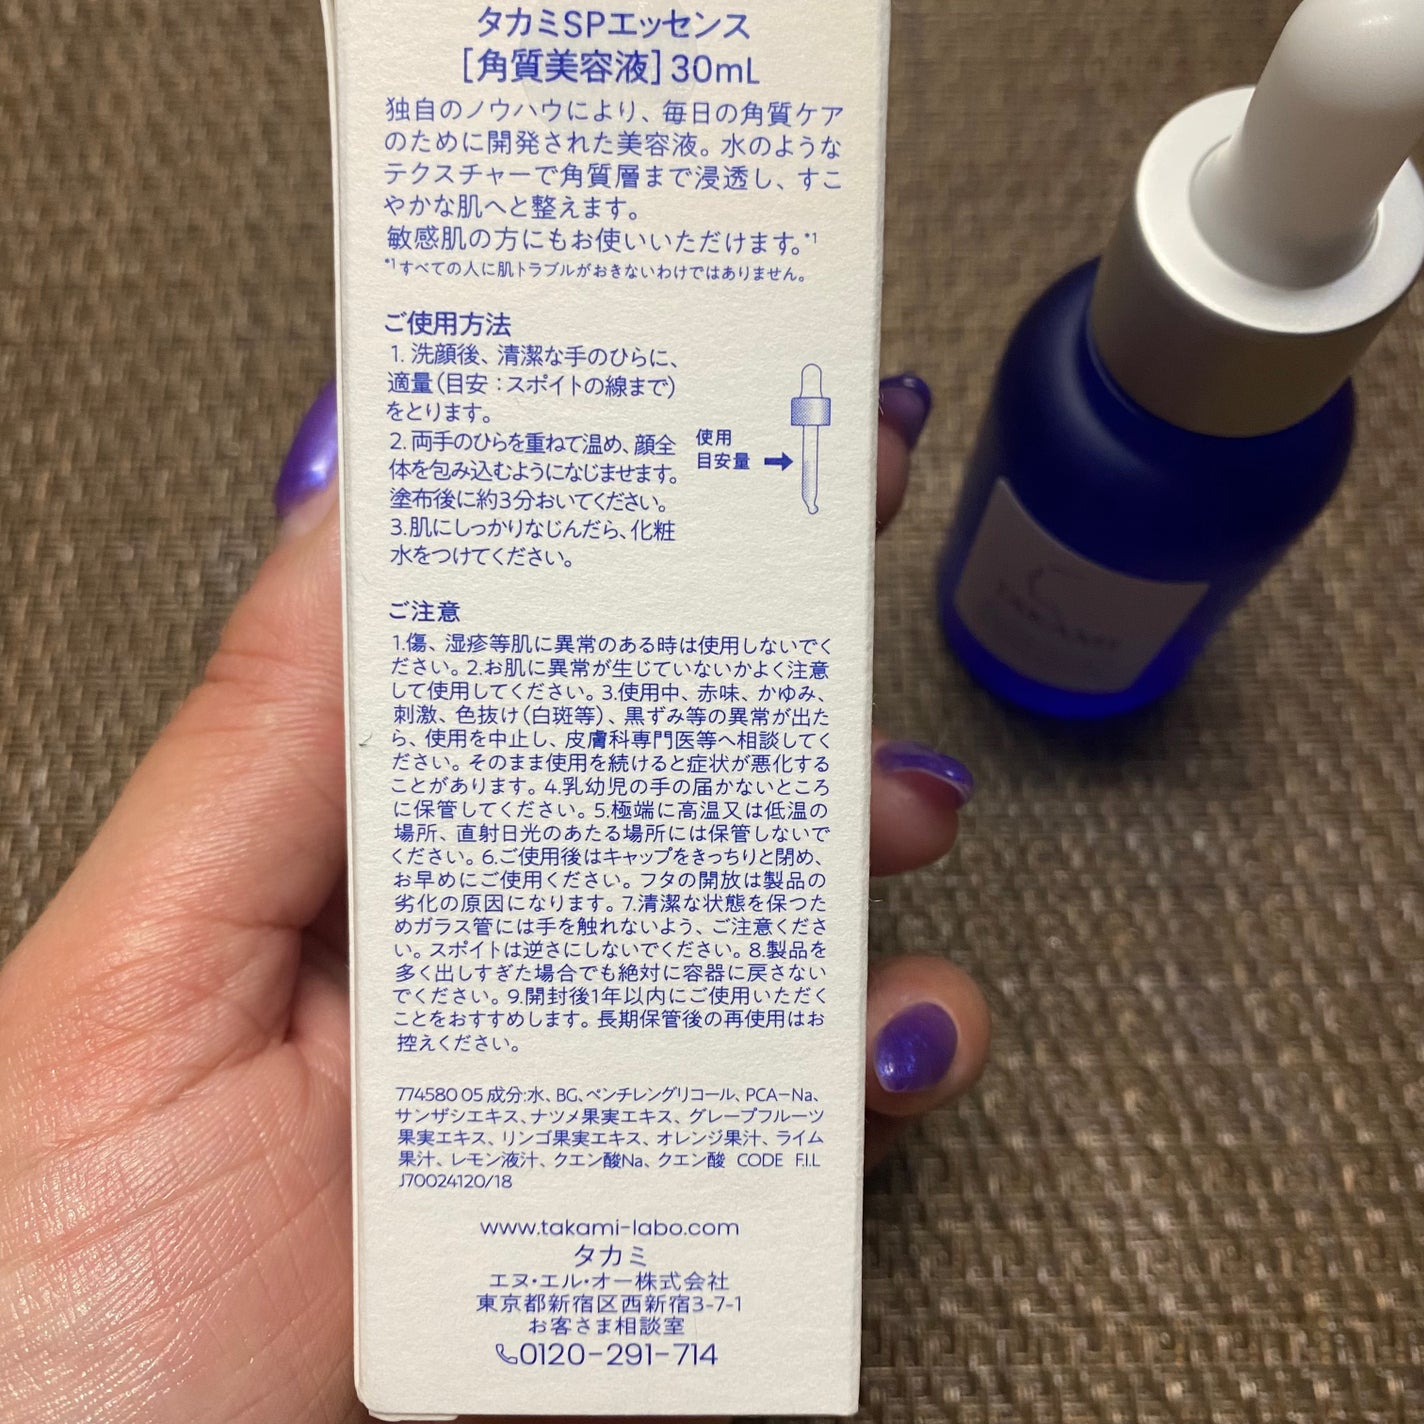 タカミSPエッセンス
[角質美容液] 30mL
独自のノウハウにより、毎日の角質ケア
のために開発された美容液。水のような
テクスチャーで角質層まで浸透し、すこ
やかな肌へと整えます。
敏感肌の方にもお使いいただけます。*1
*1すべての人に肌トラブルがおきないわけではありません。
ご使用方法
1. 洗顔後、清潔な手のひらに、
適量(目安:スポイトの線まで)
をとります。
2. 両手のひらを重ねて温め、顔全
体を包み込むようになじませます。
塗布後に約3分おいてください。
3.肌にしっかりなじんだら、化粧
水をつけてください。
使用
目安量
ご注意
1.傷、湿疹等肌に異常のある時は使用しないでく
ださい。2.お肌に異常が生じていないかよく注意
して使用してください。3.使用中、赤味、かゆみ、
刺激、色抜け(白斑等)、黒ずみ等の異常が出た
ら、使用を中止し、皮膚科専門医等へ相談してく
ださい。そのまま使用を続けると症状が悪化する
ことがあります。4.乳幼児の手の届かないところ
に保管してください。5.極端に高温又は低温の
場所、直射日光のあたる場所には保管しないで
ください。6.ご使用後はキャップをきっちりと閉め、
お早めにご使用ください。フタの開放は製品の
劣化の原因になります。7.清潔な状態を保つた
めガラス管には手を触れないよう、ご注意くださ
い。スポイトは逆さにしないでください。8.製品を
多く出しすぎた場合でも絶対に容器に戻さない
でください。9.開封後1年以内にご使用いただく
ことをおすすめします。長期保管後の再使用はお
控えください。
774580 05 成分:水、BG、ペンチレングリコール、PCA-Na、
サンザシエキス、ナツメ果実エキス、グレープフルーツ
果実エキス、リンゴ果実エキス、オレンジ果汁、ライム
果汁、レモン液汁、クエン酸Na、クエン酸 CODE F.I.L
J70024120/18
www.takami-labo.com
タカミ
エヌ・エル・オー株式会社
東京都新宿区西新宿3-7-1
お客さま相談室
0120-291-714
TAKAMI